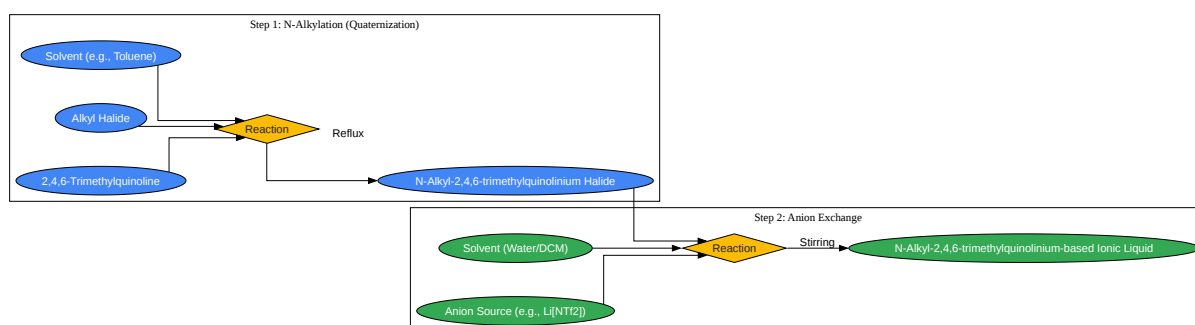 Step 1: N-Alkylation (Quaternization)
Solvent (e.g., Toluene)
Alkyl Halide
Reaction
Reflux
2,4,6-Trimethylquinoline
N-Alkyl-2,4,6-trimethylquinolinium Halide
Step 2: Anion Exchange
Solvent (Water/DCM)
Reaction
Stirring
N-Alkyl-2,4,6-trimethylquinolinium-based Ionic Liquid
Anion Source (e.g., Li[NTf2])